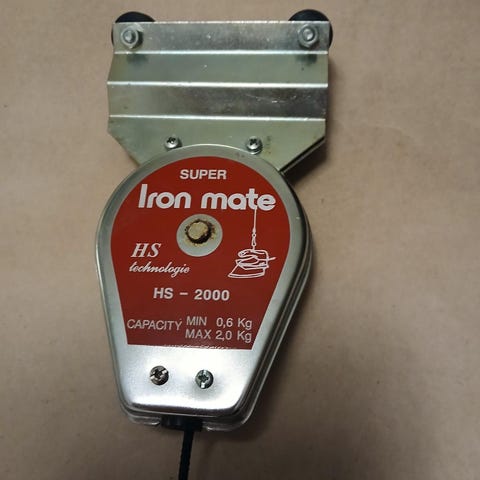 SUPER
Iron mate
HS
technologie
HS - 2000
CAPACITY MIN 0,6 Kg
MAX 2,0 Kg